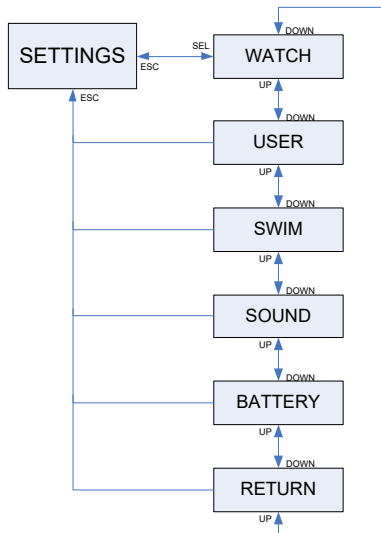 DOWN
SETTINGS
SEL
ESC
WATCH
ESC
UP
DOWN
USER
UP
DOWN
SWIM
UP
DOWN
SOUND
UP
DOWN
BATTERY
UP
DOWN
RETURN
UP